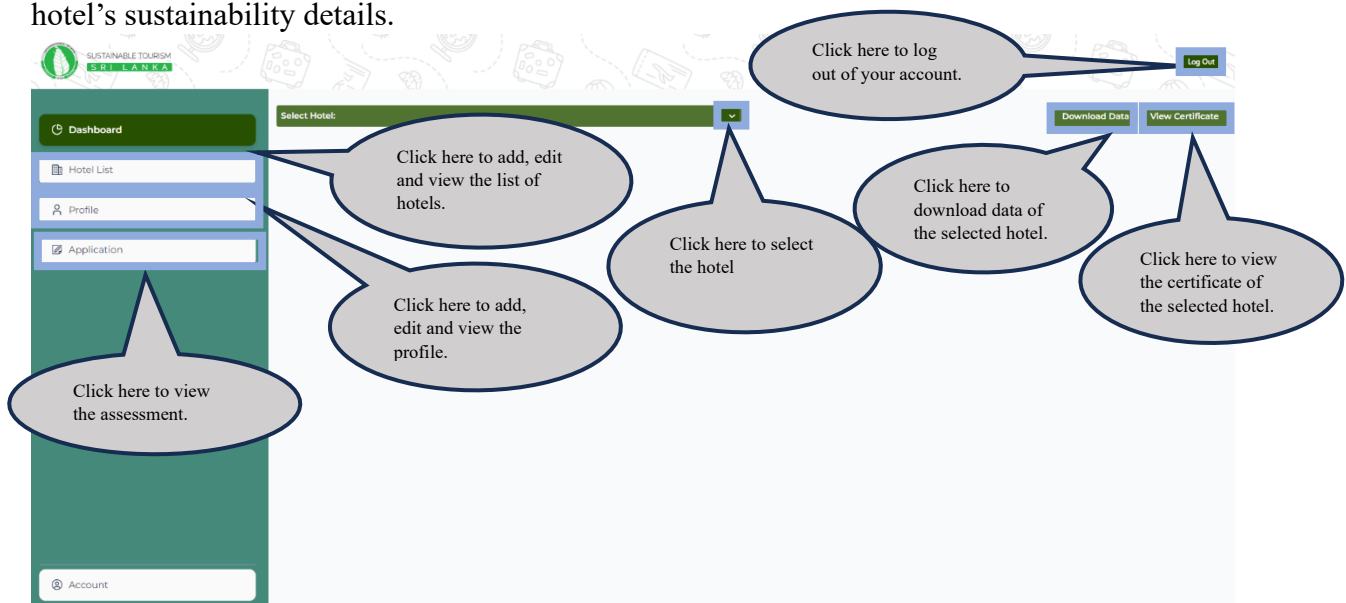 hotel’s sustainability details.
SUSTAINABLE TOURISM
SRI LANKA
Click here to log
out of your account.
Log Out
Dashboard
Select Hotel:
Download Data
View Certificate
Hotel List
Click here to add, edit
and view the list of
hotels.
Profile
Application
Click here to select
the hotel
Click here to
download data of
the selected hotel.
Click here to view
the certificate of
the selected hotel.
Click here to add,
edit and view the
profile.
Click here to view
the assessment.
Account